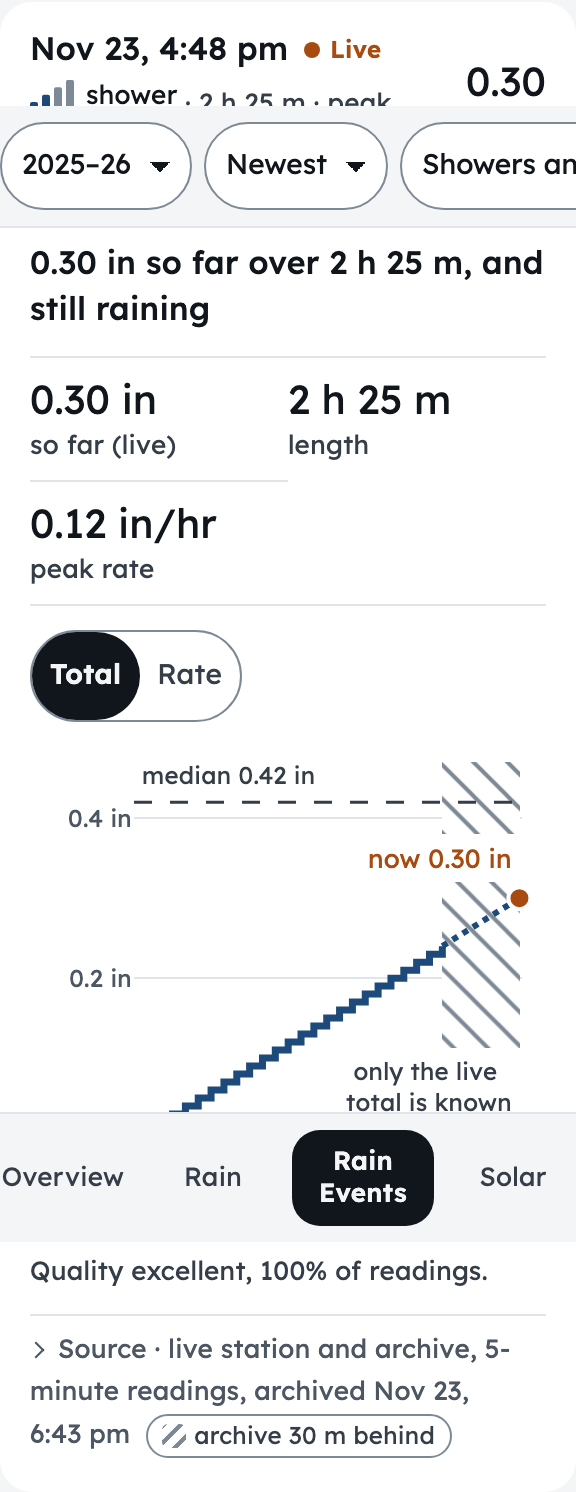 Nov 23, 4:48 pm Live
shower · 2 h 25 m · peak
0.30
2025–26
Newest
Showers an
0.30 in so far over 2 h 25 m, and
still raining
0.30 in
so far (live)
2 h 25 m
length
0.12 in/hr
peak rate
Total
Rate
median 0.42 in
0.4 in
now 0.30 in
0.2 in
only the live
total is known
Overview
Rain
Rain
Events
Solar
Quality excellent, 100% of readings.
Source · live station and archive, 5-
minute readings, archived Nov 23,
6:43 pm archive 30 m behind